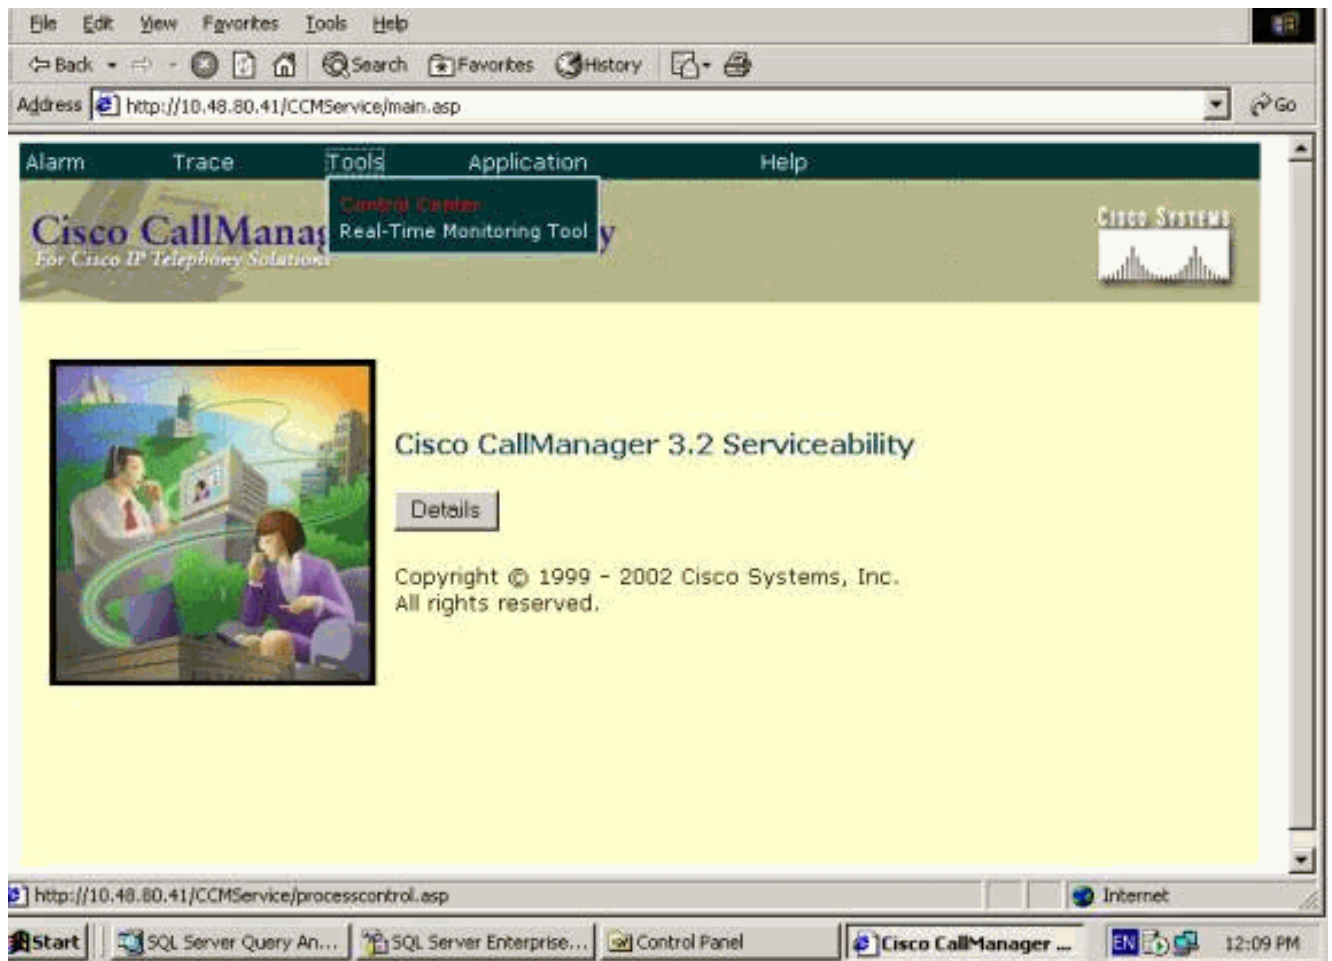 File Edit View Favorites Tools Help
Back Search Favorites History
Address http://10.48.80.41/CCMService/main.asp Go
Alarm Trace Tools Application Help
Control Center
Real-Time Monitoring Tool
Cisco CallManag y
For Cisco IP Telephony Solutions
Cisco Systems
Cisco CallManager 3.2 Serviceability
Details
Copyright © 1999 - 2002 Cisco Systems, Inc.
All rights reserved.
http://10.48.80.41/CCMService/processcontrol.asp Internet
Start SQL Server Query An... SQL Server Enterprise... Control Panel Cisco CallManager ... EN 12:09 PM